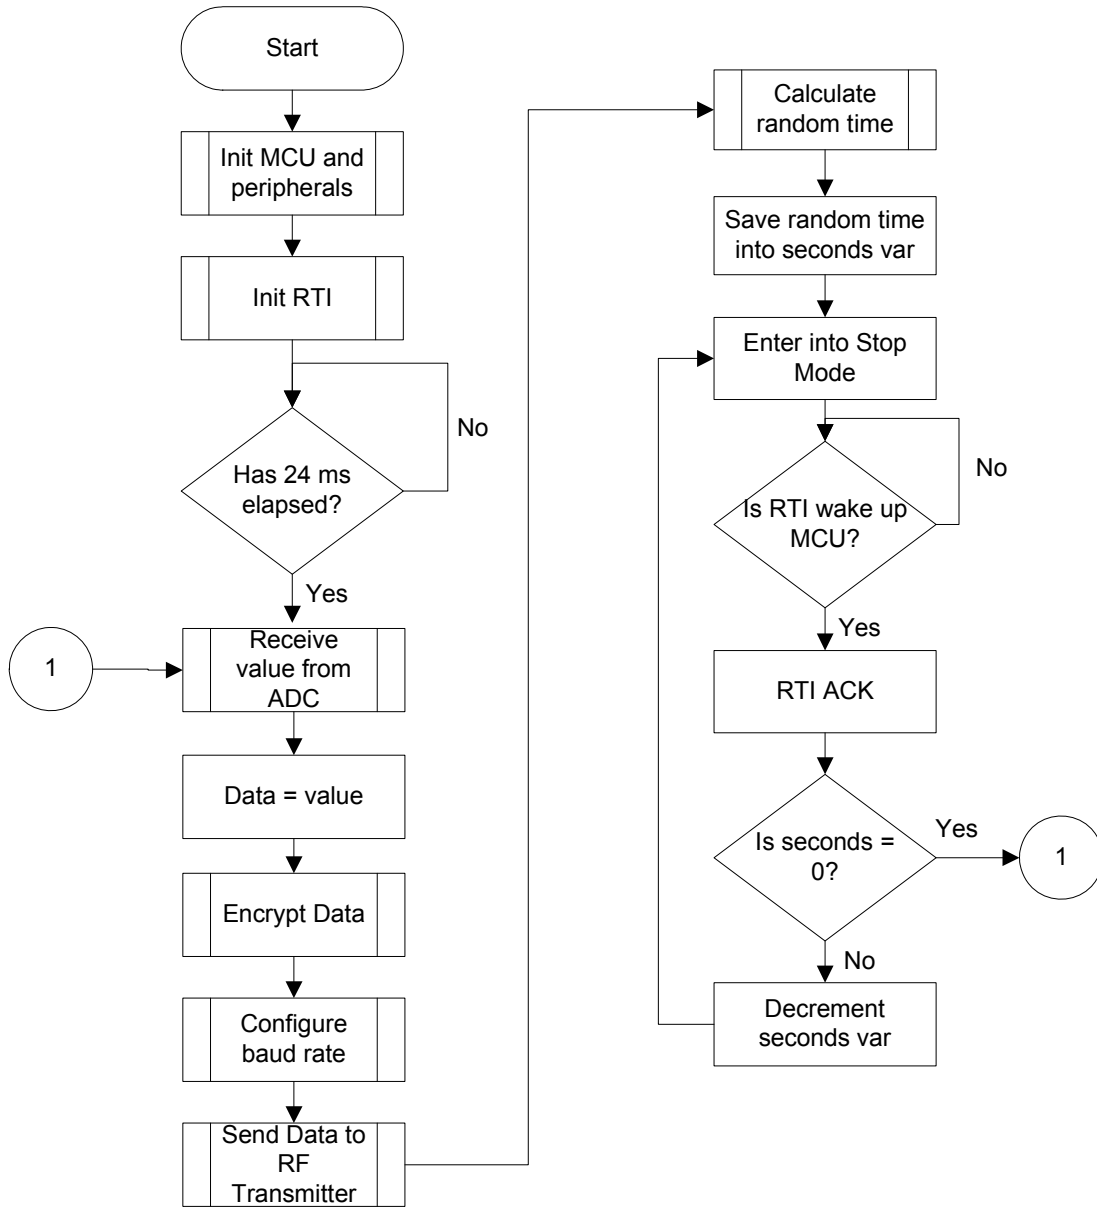 Start
Init MCU and
peripherals
Init RTI
No
Has 24 ms
elapsed?
Yes
1
Receive
value from
ADC
Data = value
Encrypt Data
Configure
baud rate
Send Data to
RF
Transmitter
Calculate
random time
Save random time
into seconds var
Enter into Stop
Mode
No
Is RTI wake up
MCU?
Yes
RTI ACK
Is seconds =
0?
Yes
1
No
Decrement
seconds var